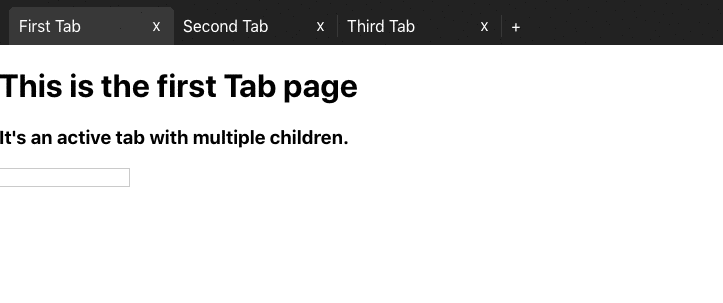 First Tab x Second Tab x Third Tab x +
This is the first Tab page
It's an active tab with multiple children.